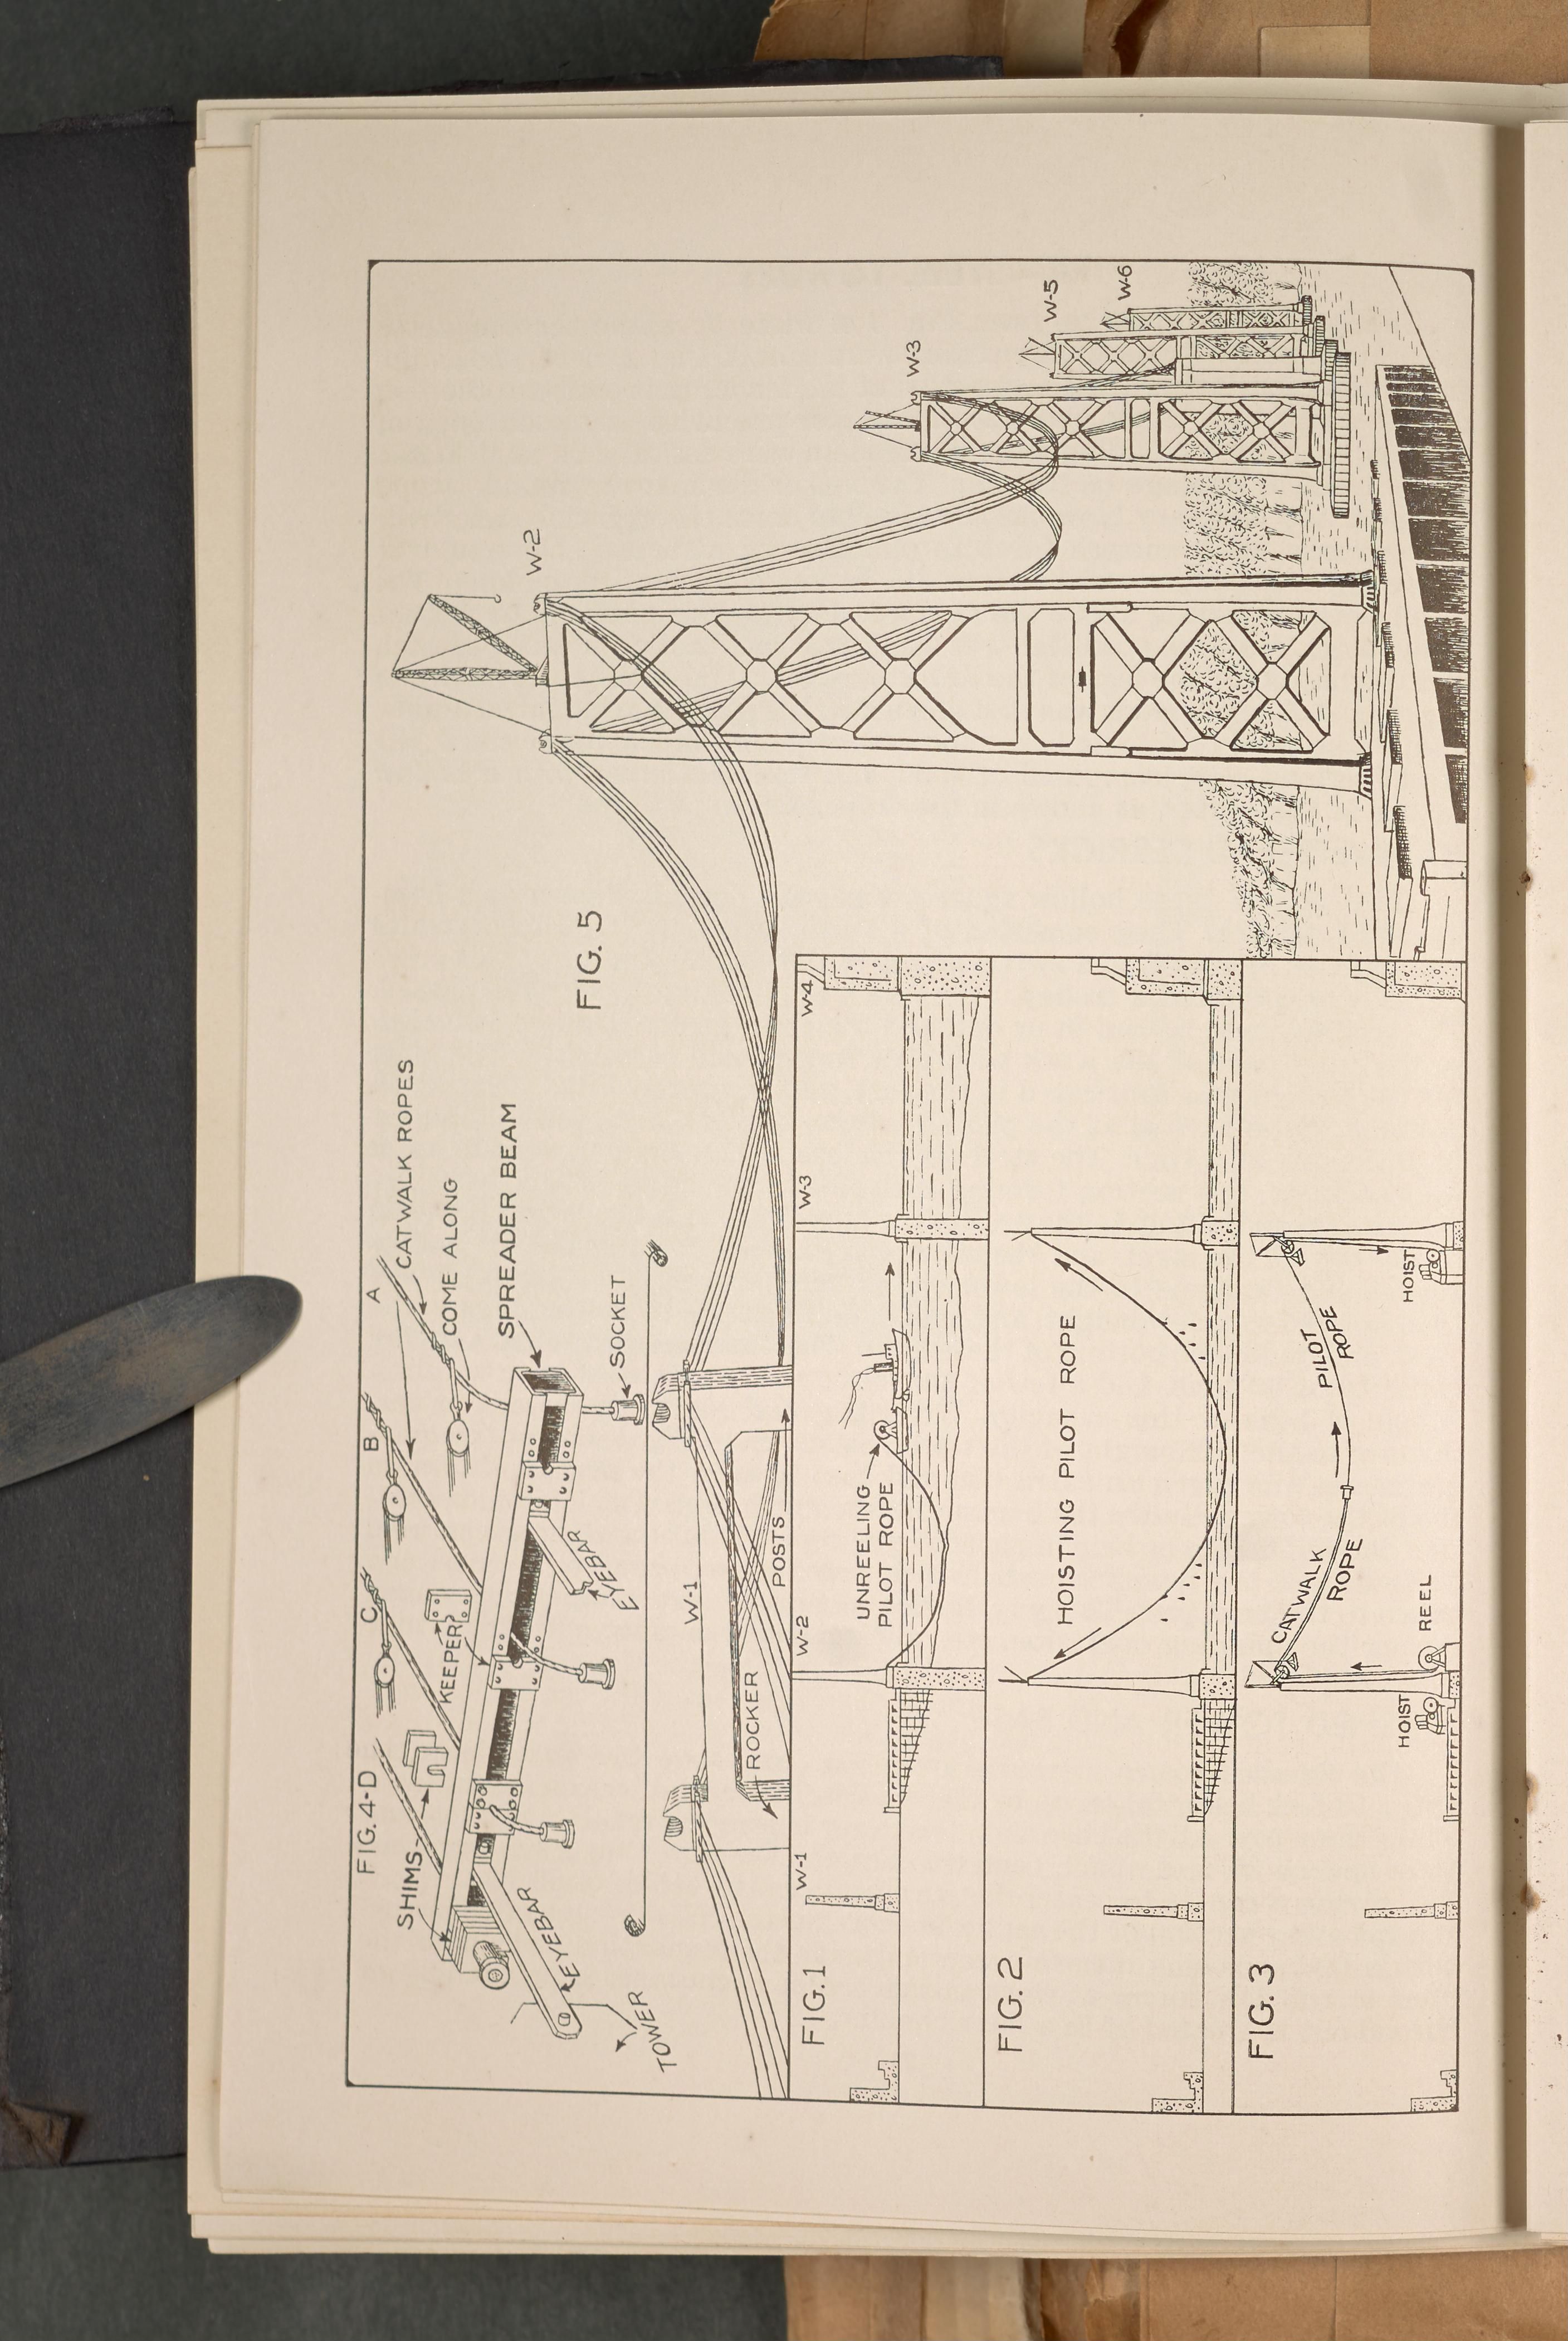 FIG. 4-D
C
B
A
CATWALK ROPES
COME ALONG
SHIMS
KEEPER
SPREADER BEAM
EYEBAR
EYEBAR
SOCKET
TOWER
FIG. 5
W-2
W-3
W-5
W-6
W-1
ROCKER
POSTS
FIG. 1
W-1
W-2
W-3
W-4
UNREELING
PILOT ROPE
FIG. 2
HOISTING PILOT ROPE
FIG. 3
CATWALK
ROPE
PILOT
ROPE
HOIST
REEL
HOIST